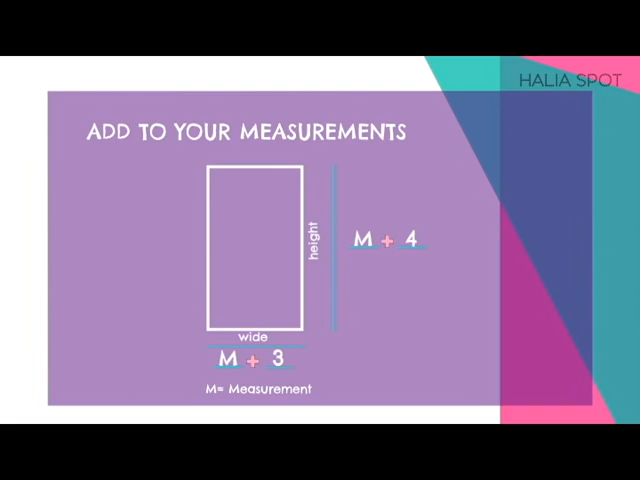 HALIA SPOT
ADD TO YOUR MEASUREMENTS
height
M + 4
wide
M + 3
M= Measurement